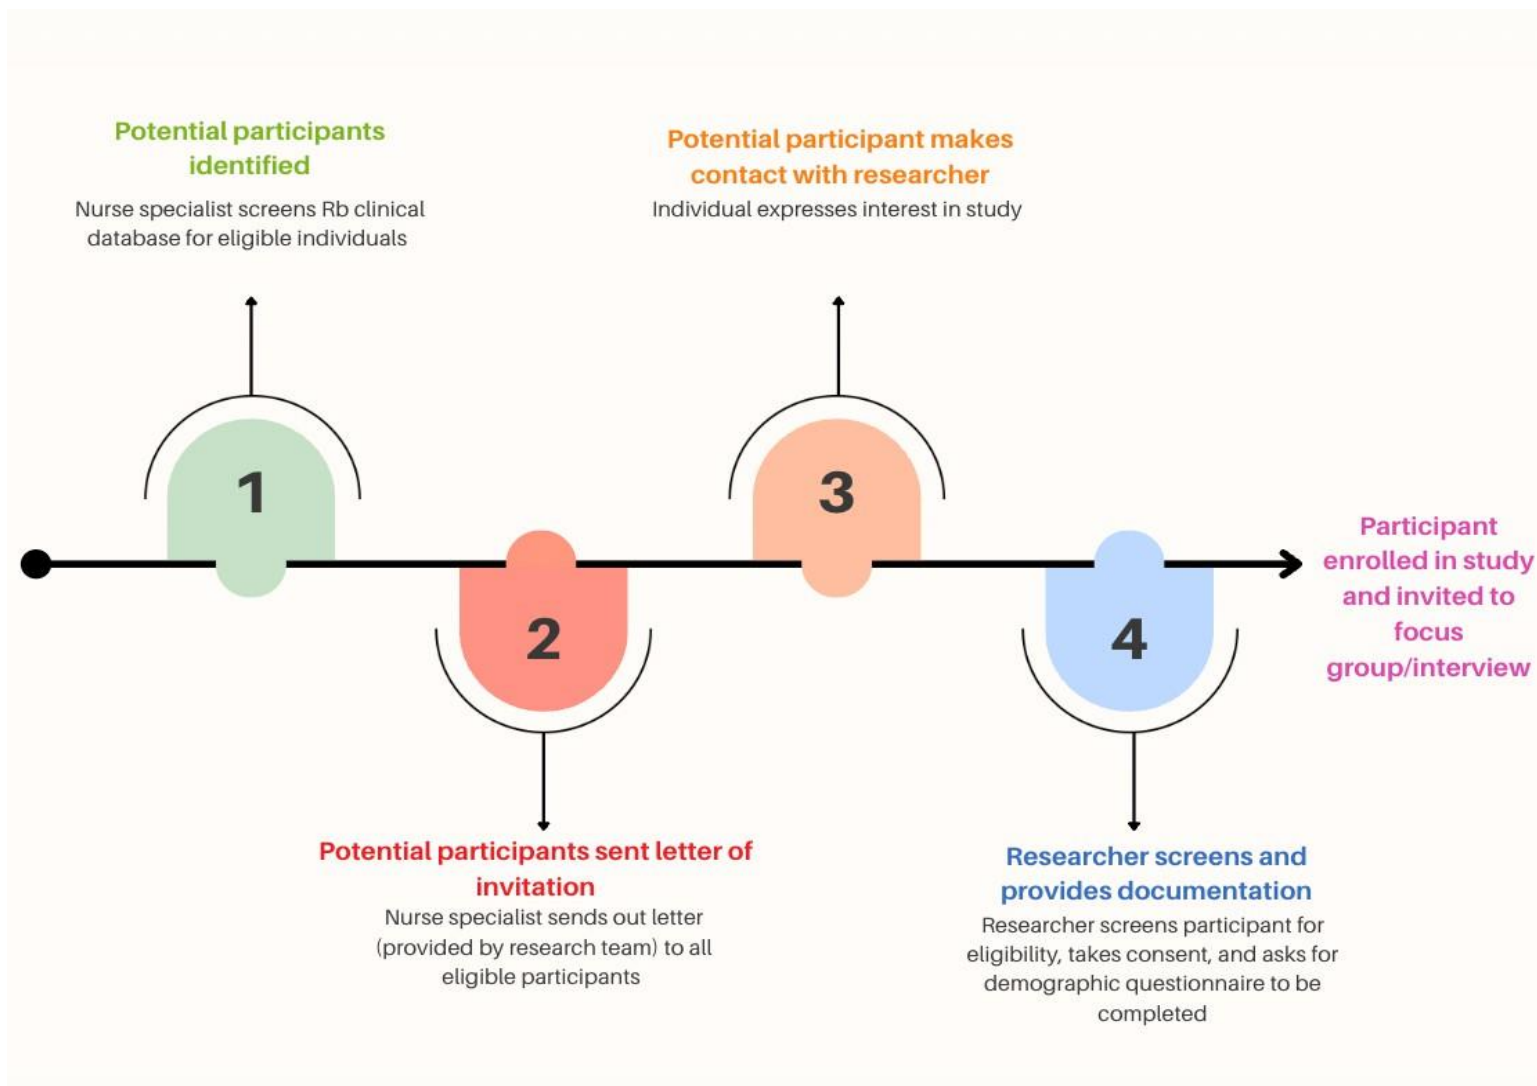 Potential participants
identified
Nurse specialist screens Rb clinical
database for eligible individuals
1
Potential participants sent letter of
invitation
Nurse specialist sends out letter
(provided by research team) to all
eligible participants
2
Potential participant makes
contact with researcher
Individual expresses interest in study
3
Researcher screens and
provides documentation
Researcher screens participant for
eligibility, takes consent, and asks for
demographic questionnaire to be
completed
4
Participant
enrolled in study
and invited to
focus
group/interview